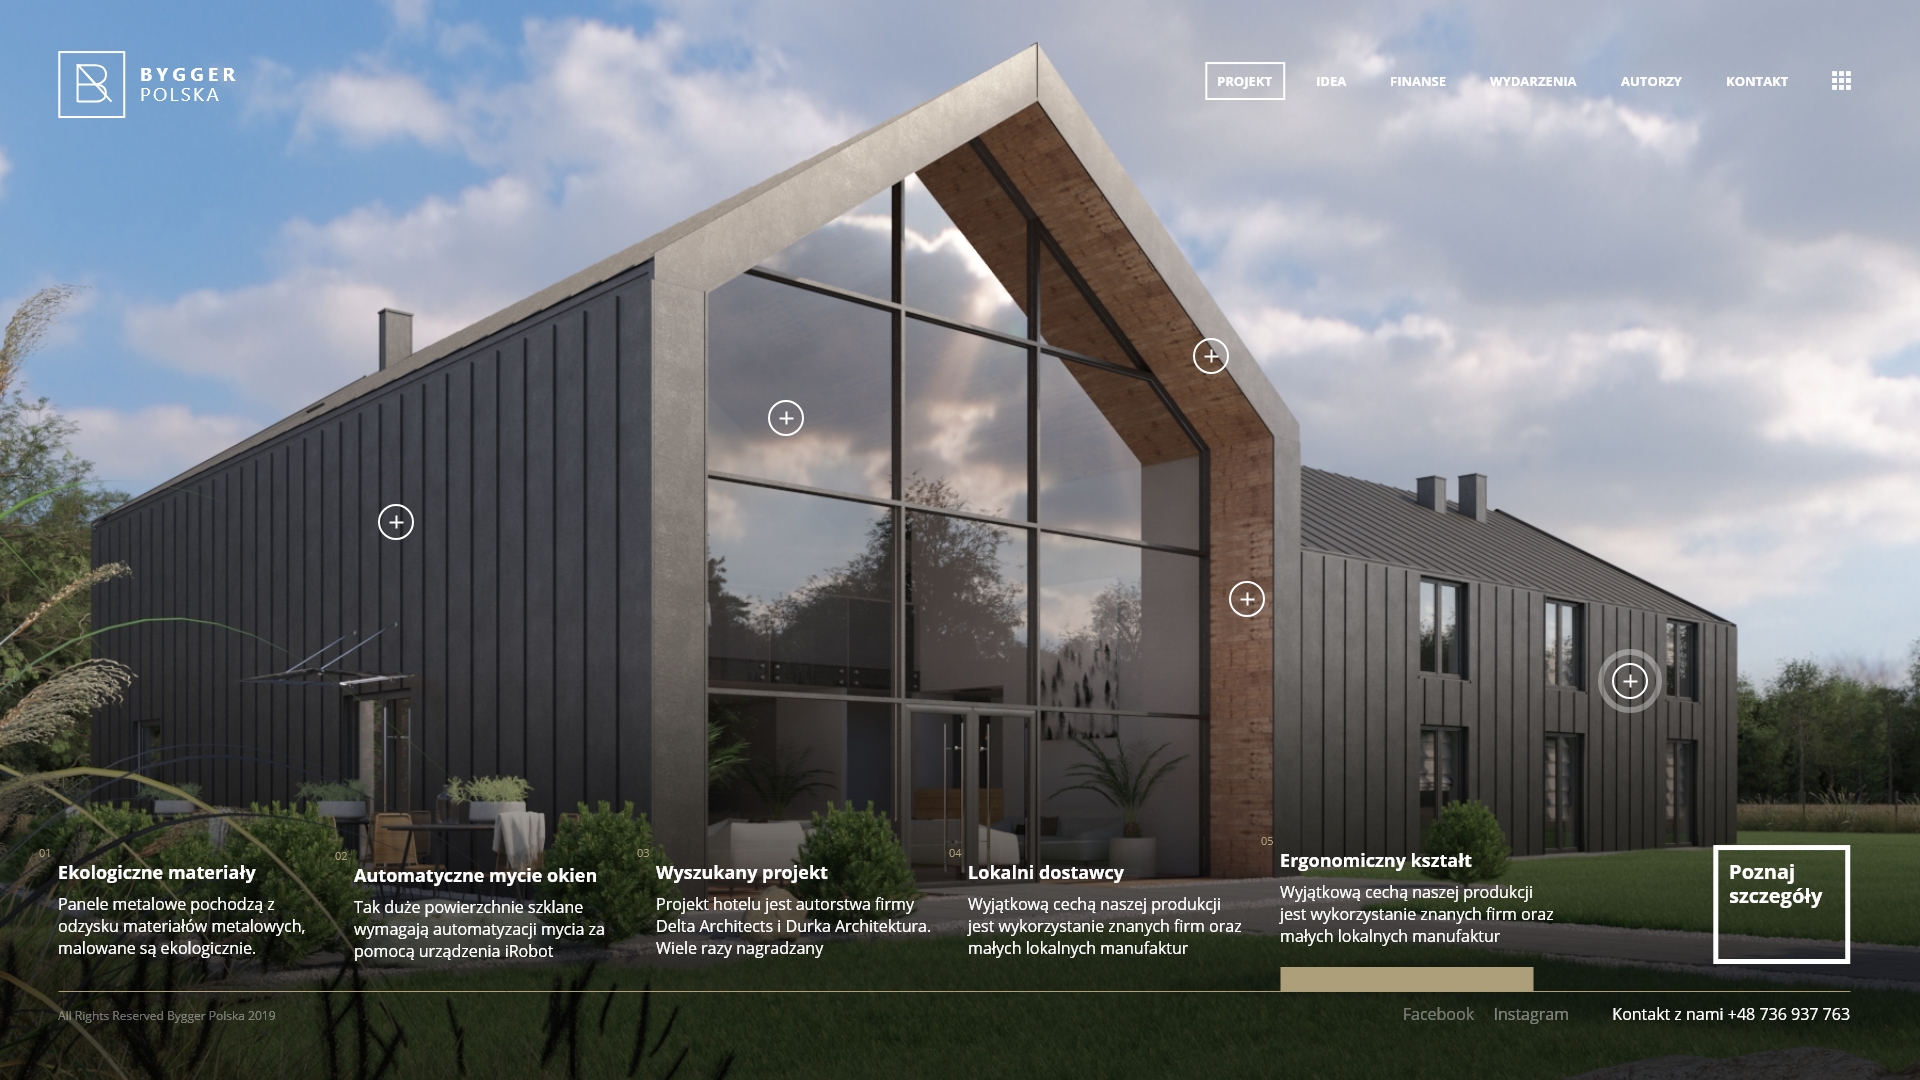 BYGGER
POLSKA
PROJEKT IDEA FINANSE WYDARZENIA AUTORZY KONTAKT
01
Ekologiczne materiały
Panele metalowe pochodzą z
odzysku materiałów metalowych,
malowane są ekologicznie.
02
Automatyczne mycie okien
Tak duże powierzchnie szklane
wymagają automatyzacji mycia za
pomocą urządzenia iRobot
03
Wyszukany projekt
Projekt hotelu jest autorstwa firmy
Delta Architects i Durka Architektura.
Wiele razy nagradzany
04
Lokalni dostawcy
Wyjątkową cechą naszej produkcji
jest wykorzystanie znanych firm oraz
małych lokalnych manufaktur
05
Ergonomiczny kształt
Wyjątkową cechą naszej produkcji
jest wykorzystanie znanych firm oraz
małych lokalnych manufaktur
Poznaj
szczegóły
All Rights Reserved Bygger Polska 2019
Facebook Instagram Kontakt z nami +48 736 937 763